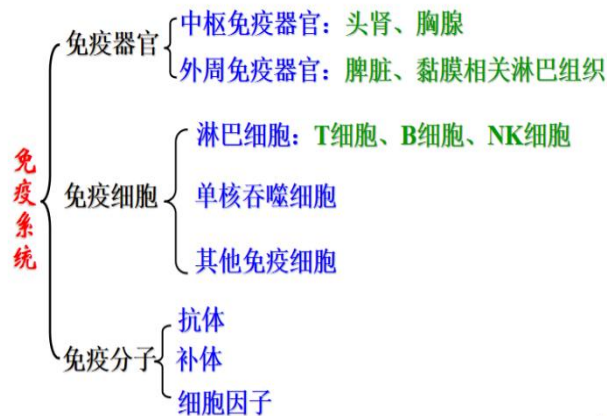 免疫系统
免疫器官
中枢免疫器官：头肾、胸腺
外周免疫器官：脾脏、黏膜相关淋巴组织
免疫细胞
淋巴细胞：T细胞、B细胞、NK细胞
单核吞噬细胞
其他免疫细胞
免疫分子
抗体
补体
细胞因子